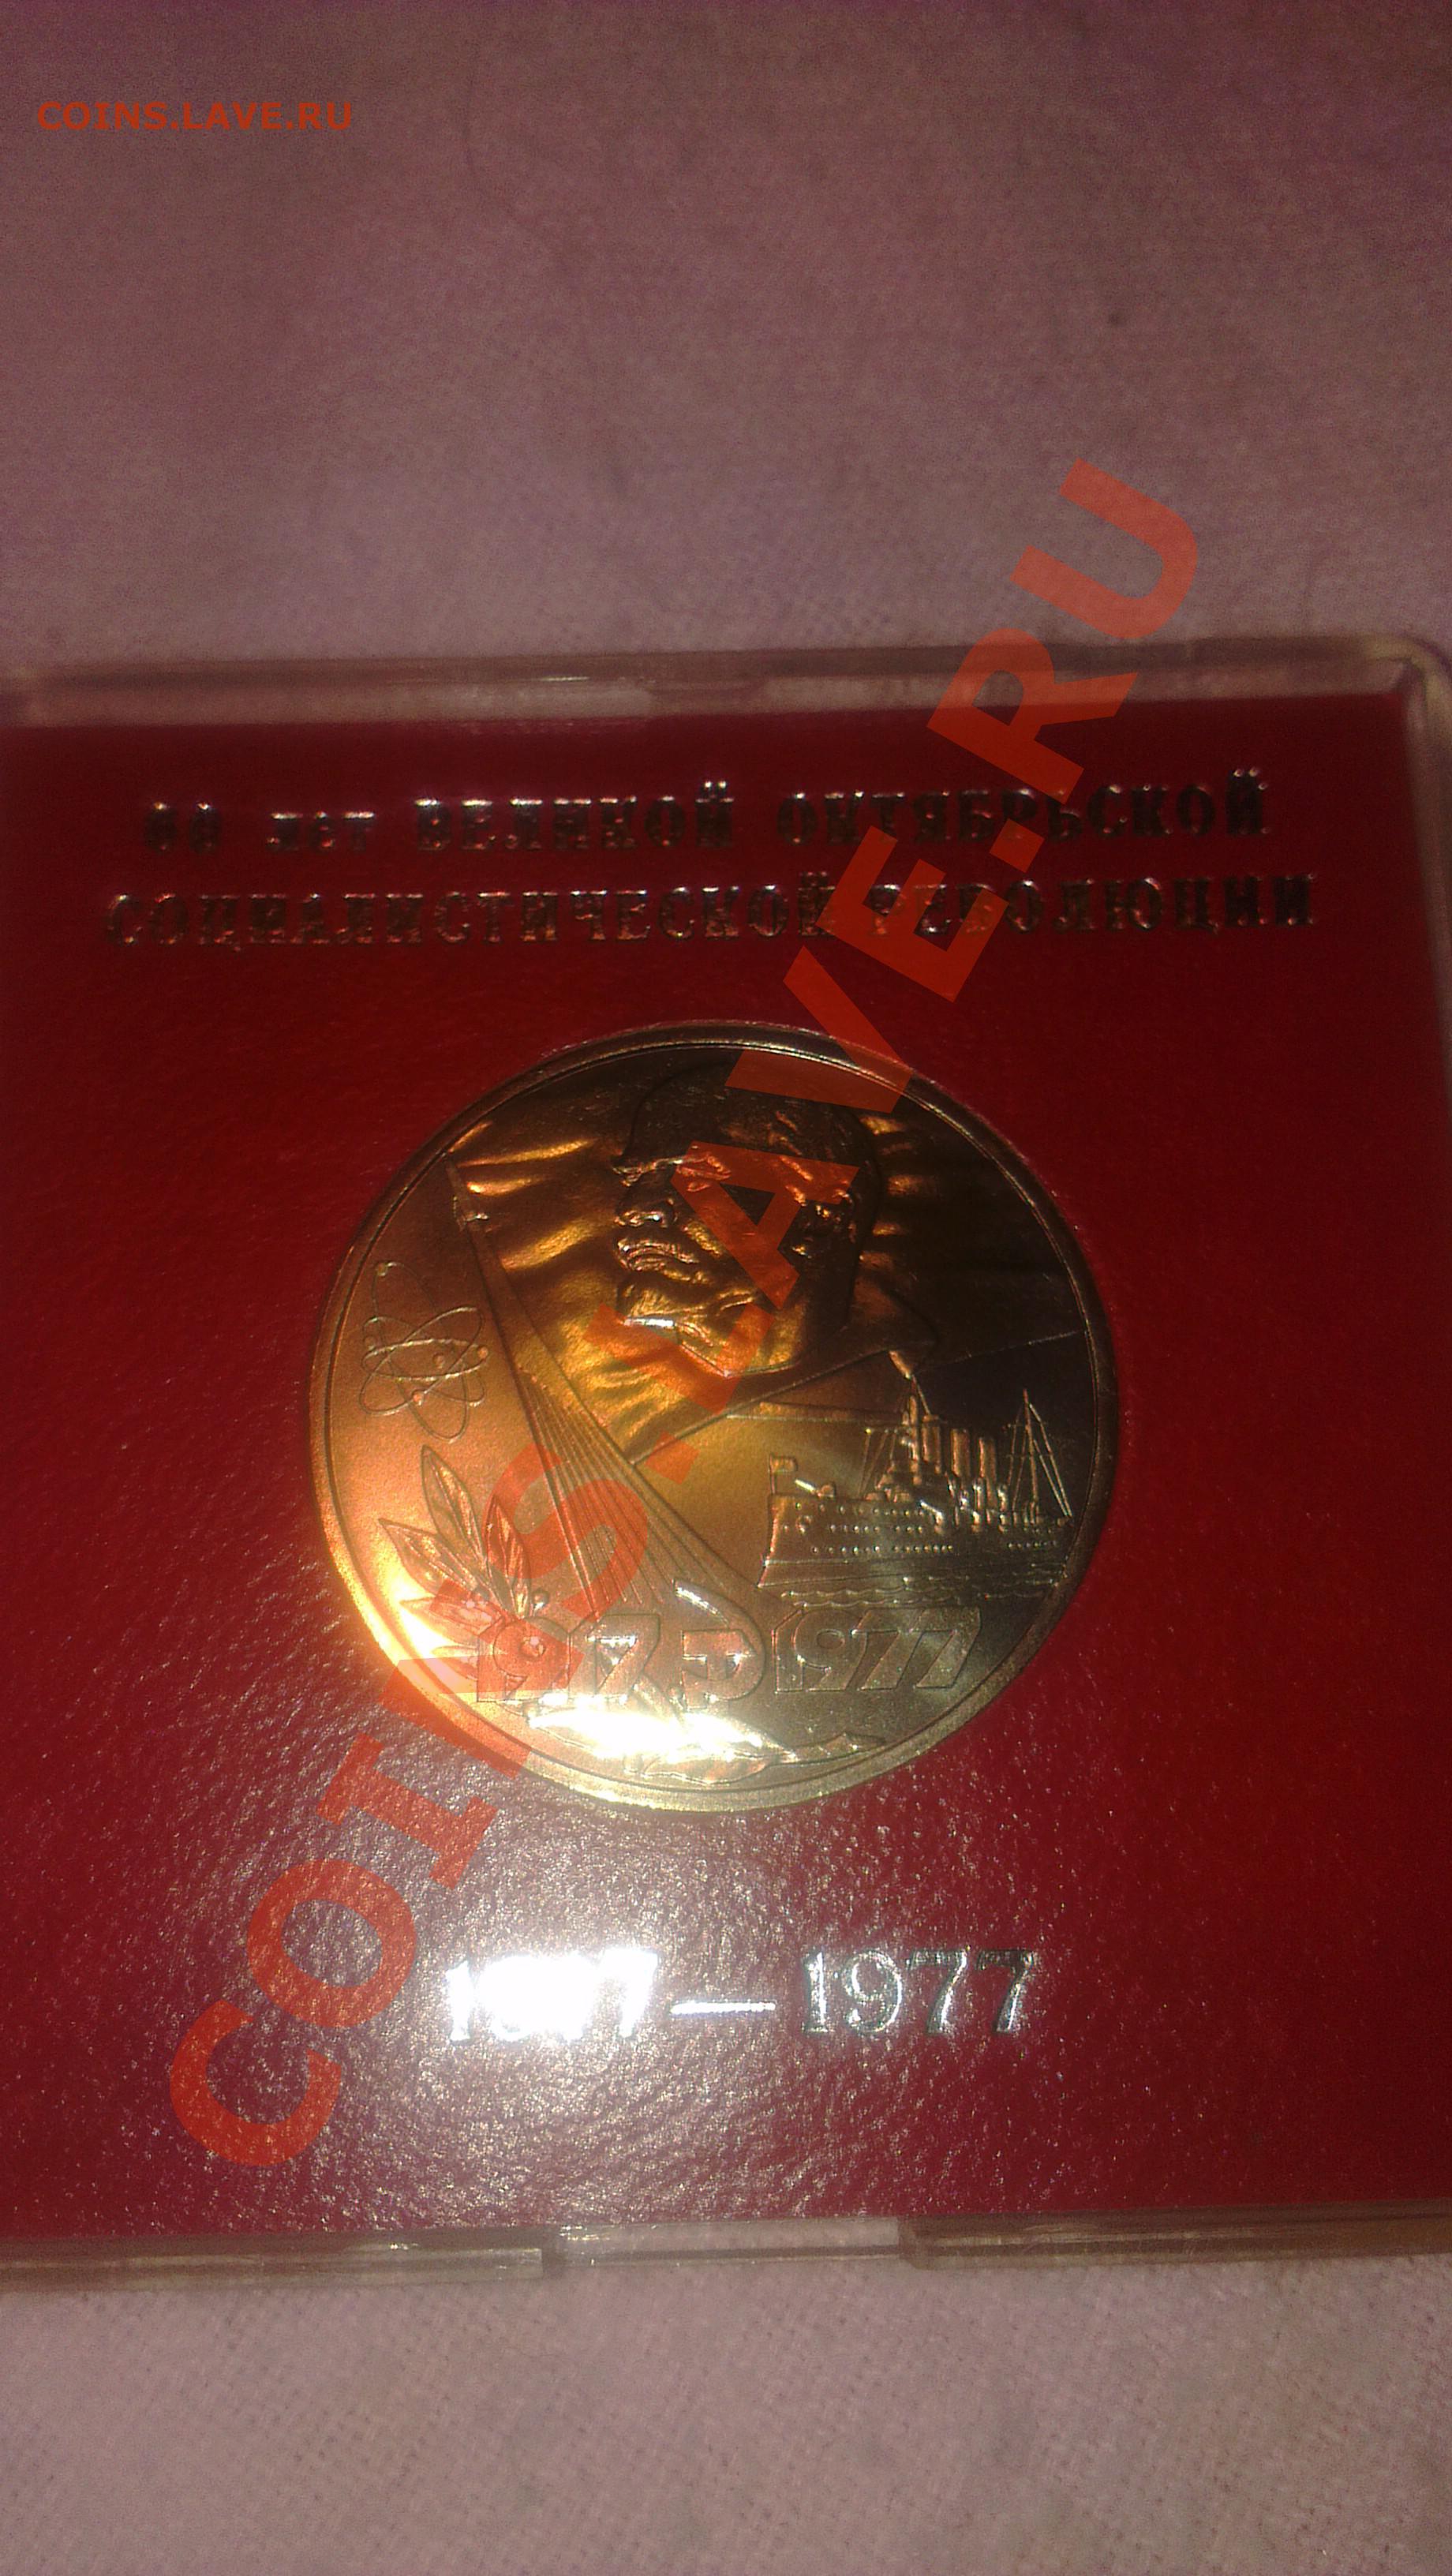 COINS.LAVE.RU
COINS.LAVE.RU
60 лет ВЕЛИКОЙ ОКТЯБРЬСКОЙ
СОЦИАЛИСТИЧЕСКОЙ РЕВОЛЮЦИИ
1917 1977
1917—1977